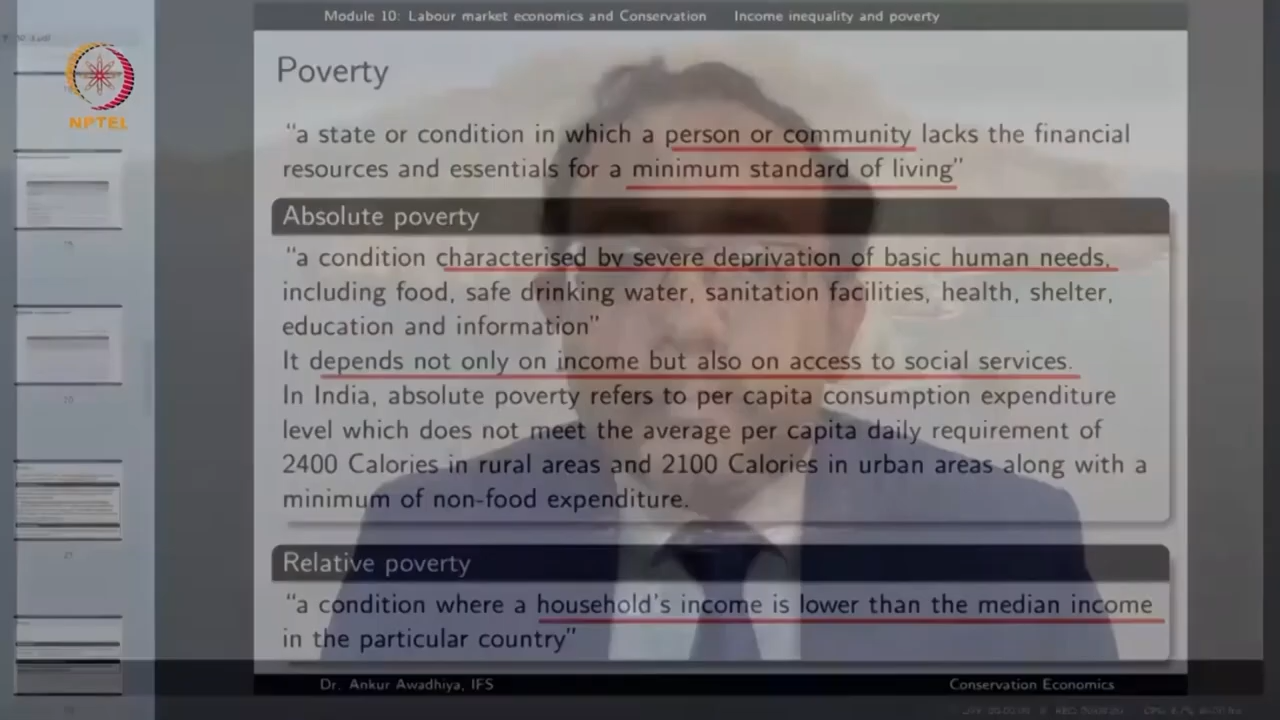 Module 10: Labour market economics and Conservation Income inequality and poverty
NPTEL
Poverty
"a state or condition in which a person or community lacks the financial
resources and essentials for a minimum standard of living"
Absolute poverty
"a condition characterised by severe deprivation of basic human needs,
including food, safe drinking water, sanitation facilities, health, shelter,
education and information"
It depends not only on income but also on access to social services.
In India, absolute poverty refers to per capita consumption expenditure
level which does not meet the average per capita daily requirement of
2400 Calories in rural areas and 2100 Calories in urban areas along with a
minimum of non-food expenditure.
Relative poverty
"a condition where a household's income is lower than the median income
in the particular country"
Dr. Ankur Awadhiya, IFS Conservation Economics